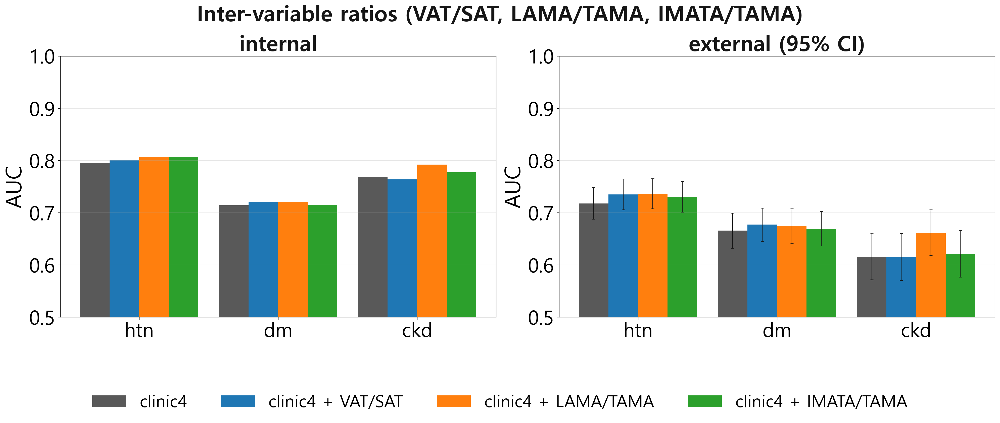 Inter-variable ratios (VAT/SAT, LAMA/TAMA, IMATA/TAMA)
internal
1.0
0.9
0.8
0.7
0.6
0.5
AUC
htn dm ckd
external (95% CI)
1.0
0.9
0.8
0.7
0.6
0.5
AUC
htn dm ckd
clinic4 clinic4 + VAT/SAT clinic4 + LAMA/TAMA clinic4 + IMATA/TAMA